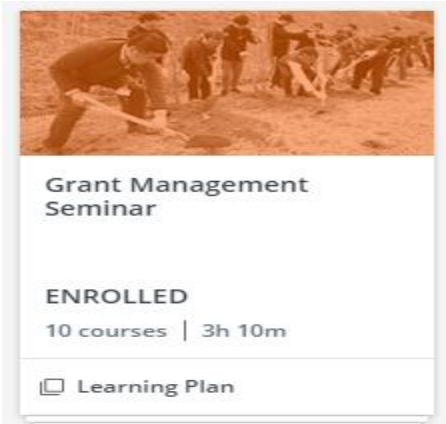 Grant Management
Seminar
ENROLLED
10 courses | 3h 10m
Learning Plan